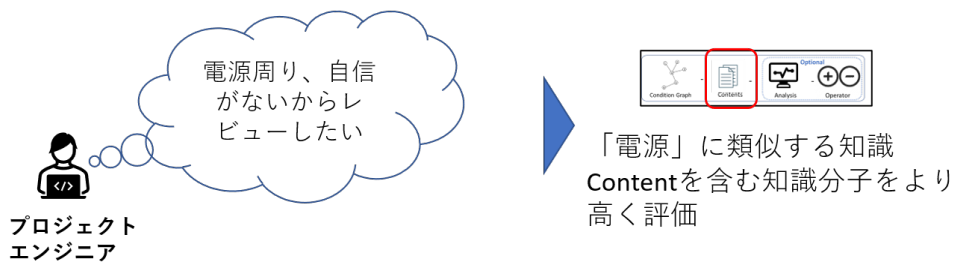 電源周り、自信
がないからレ
ビューしたい
プロジェクト
エンジニア
Optional
Condition Graph
Contents
Analysis
Operator
「電源」に類似する知識
Contentを含む知識分子をより
高く評価